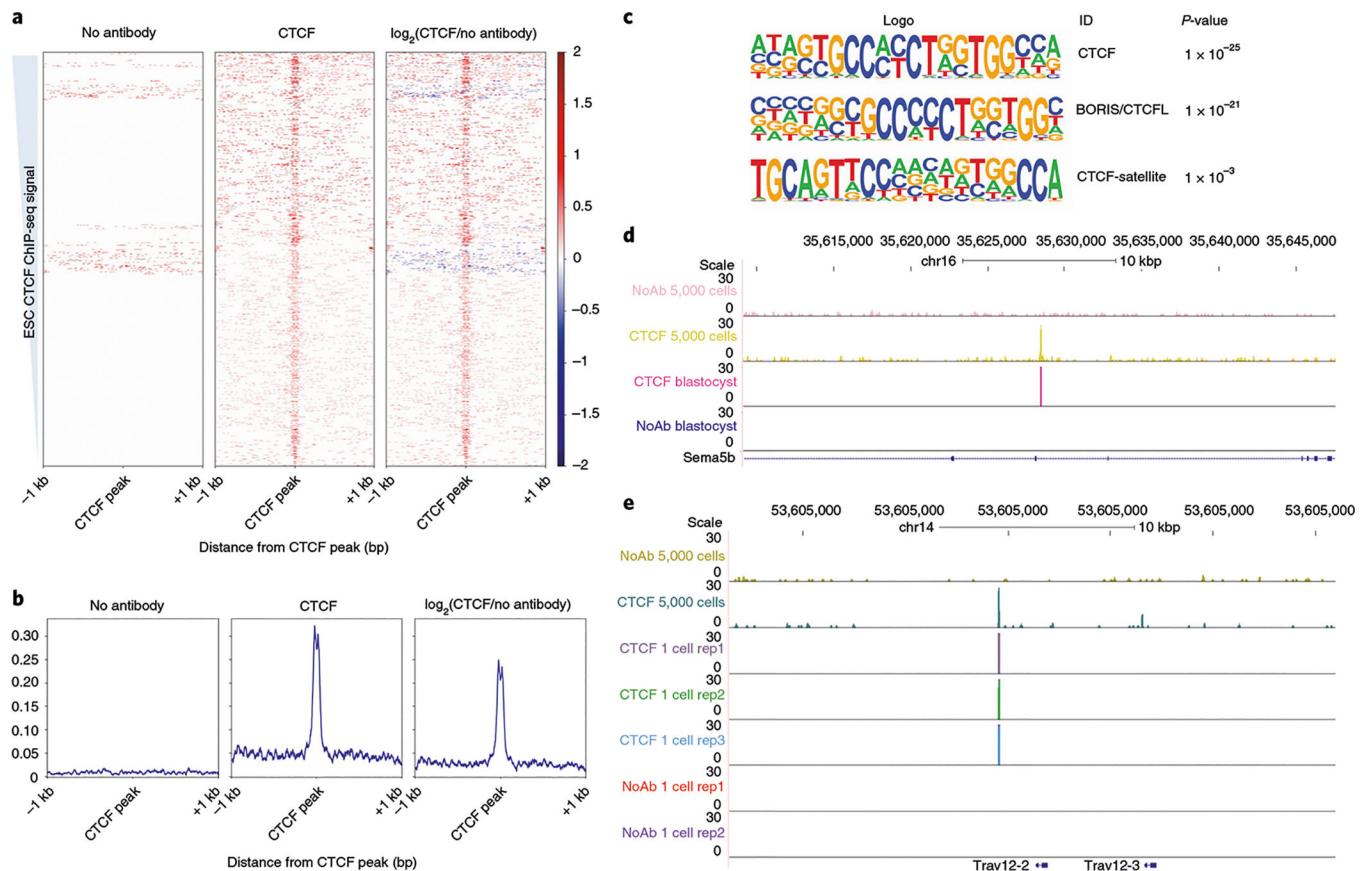 a
No antibody
CTCF
log2(CTCF/no antibody)
2
1.5
1
0.5
0
−0.5
−1
−1.5
−2
ESC CTCF ChIP-seq signal
−1 kb
CTCF peak
+1 kb
−1 kb
CTCF peak
+1 kb
−1 kb
CTCF peak
+1 kb
Distance from CTCF peak (bp)
b
No antibody
CTCF
log2(CTCF/no antibody)
0.30
0.25
0.20
0.15
0.10
0.05
0
−1 kb
CTCF peak
+1 kb
−1 kb
CTCF peak
+1 kb
−1 kb
CTCF peak
+1 kb
Distance from CTCF peak (bp)
c
Logo ID P-value
CTCF 1 × 10−25
BORIS/CTCFL 1 × 10−21
CTCF-satellite 1 × 10−3
d
35,615,000 35,620,000 35,625,000 35,630,000 35,635,000 35,640,000 35,645,000
chr16 10 kbp
Scale
30
NoAb 5,000 cells
0
30
CTCF 5,000 cells
0
30
CTCF blastocyst
0
30
NoAb blastocyst
0
Sema5b
e
53,605,000 53,605,000 53,605,000 53,605,000 53,605,000 53,605,000
chr14 10 kbp
Scale
30
NoAb 5,000 cells
0
30
CTCF 5,000 cells
0
30
CTCF 1 cell rep1
0
30
CTCF 1 cell rep2
0
30
CTCF 1 cell rep3
0
30
NoAb 1 cell rep1
0
30
NoAb 1 cell rep2
0
Trav12-2 Trav12-3